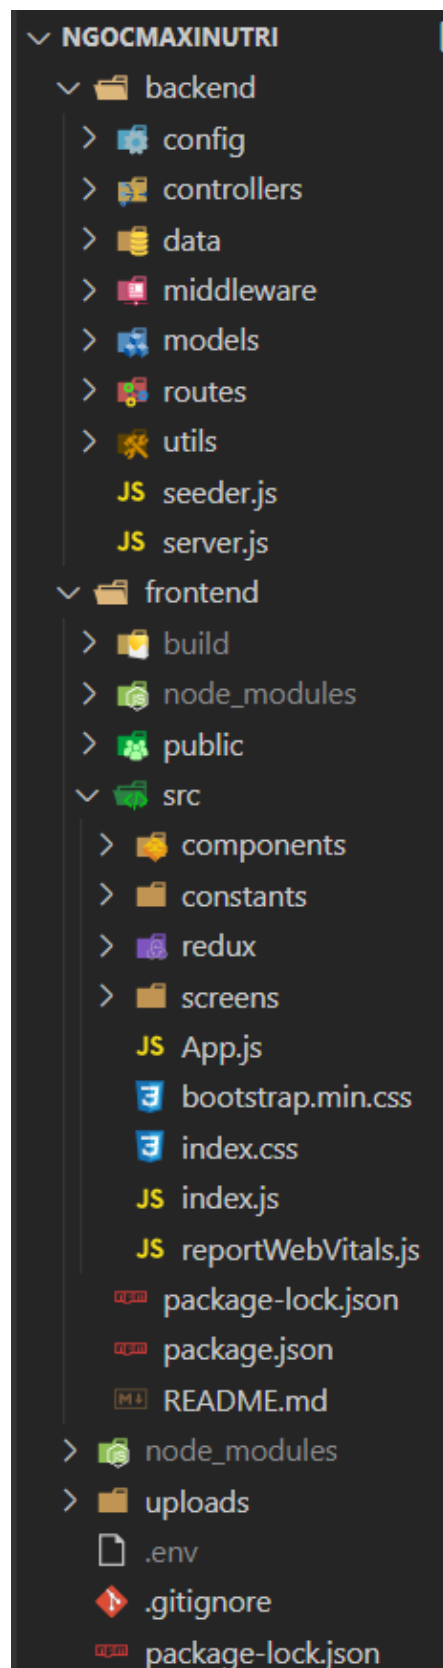 NGOCMAXINUTRI
backend
config
controllers
data
middleware
models
routes
utils
JS seeder.js
JS server.js
frontend
build
node_modules
public
src
components
constants
redux
screens
JS App.js
bootstrap.min.css
index.css
JS index.js
JS reportWebVitals.js
package-lock.json
package.json
README.md
node_modules
uploads
.env
.gitignore
package-lock.json